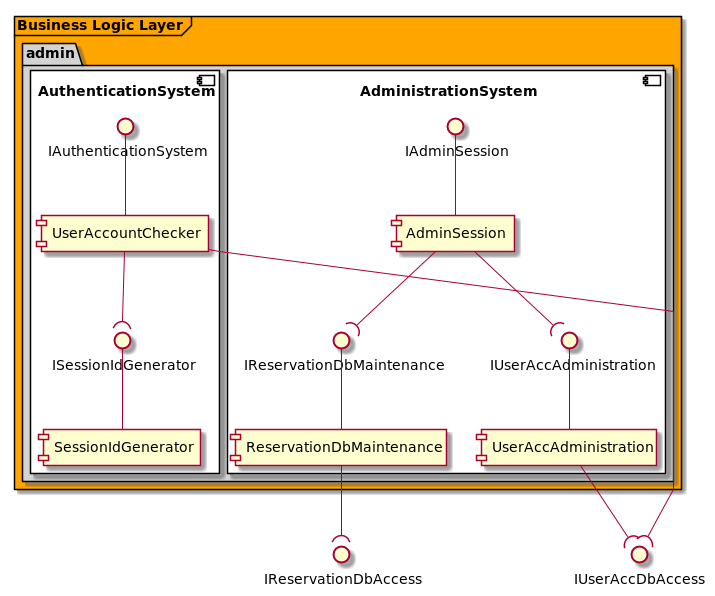 Business Logic Layer
admin
AuthenticationSystem
AdministrationSystem
IAuthenticationSystem
IAdminSession
UserAccountChecker
AdminSession
ISessionIdGenerator
IReservationDbMaintenance
IUserAccAdministration
SessionIdGenerator
ReservationDbMaintenance
UserAccAdministration
IReservationDbAccess
IUserAccDbAccess